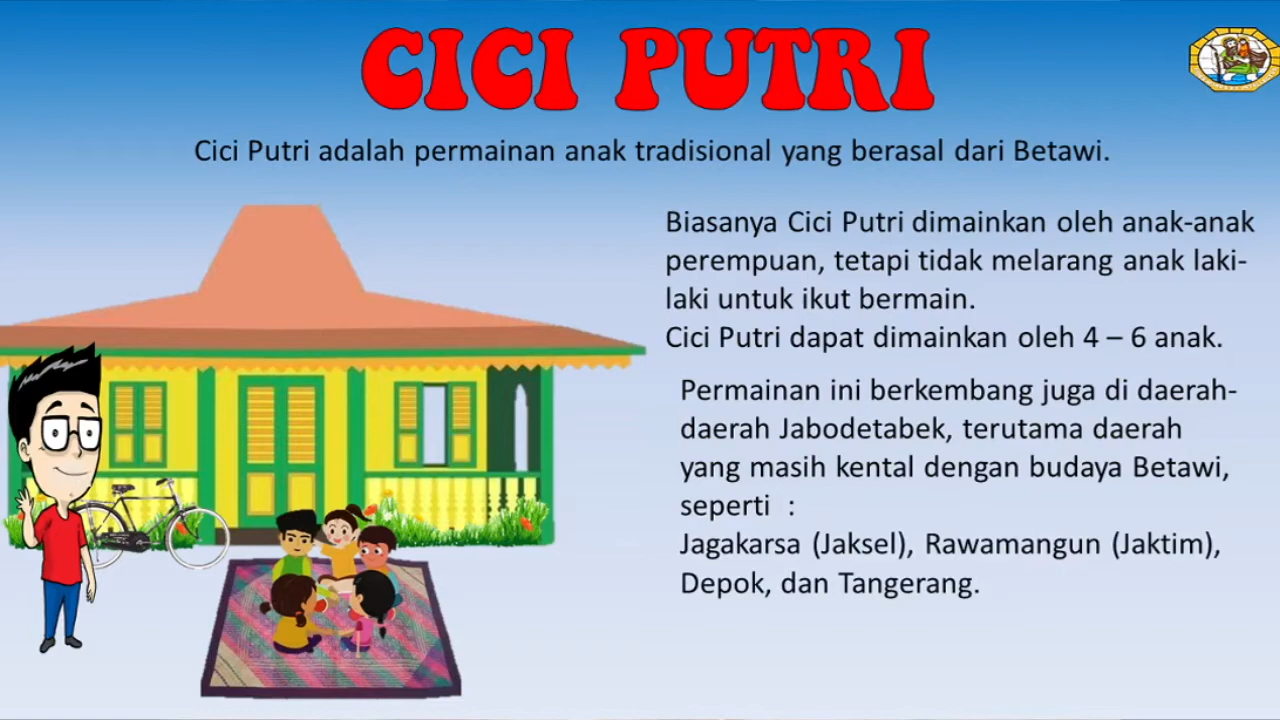 CICI PUTRI
Cici Putri adalah permainan anak tradisional yang berasal dari Betawi.
Biasanya Cici Putri dimainkan oleh anak-anak
perempuan, tetapi tidak melarang anak laki-
laki untuk ikut bermain.
Cici Putri dapat dimainkan oleh 4 – 6 anak.
Permainan ini berkembang juga di daerah-
daerah Jabodetabek, terutama daerah
yang masih kental dengan budaya Betawi,
seperti  :
Jagakarsa (Jaksel), Rawamangun (Jaktim),
Depok, dan Tangerang.